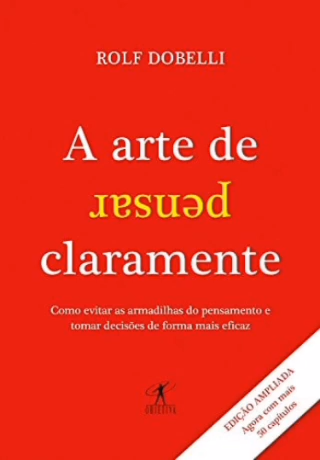 ROLF DOBELLI
A arte de
pensar
claramente
Como evitar as armadilhas do pensamento e
tomar decisões de forma mais eficaz
EDIÇÃO AMPLIADA
Agora com mais
50 capítulos
OBJETIVA